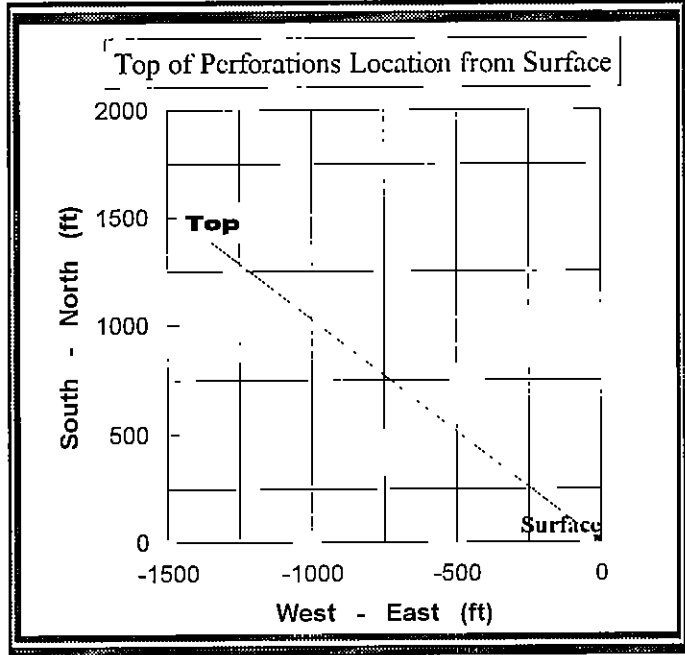 Top of Perforations Location from Surface
2000
1500
1000
500
0
South - North (ft)
Top
Surface
-1500 -1000 -500 0
West - East (ft)